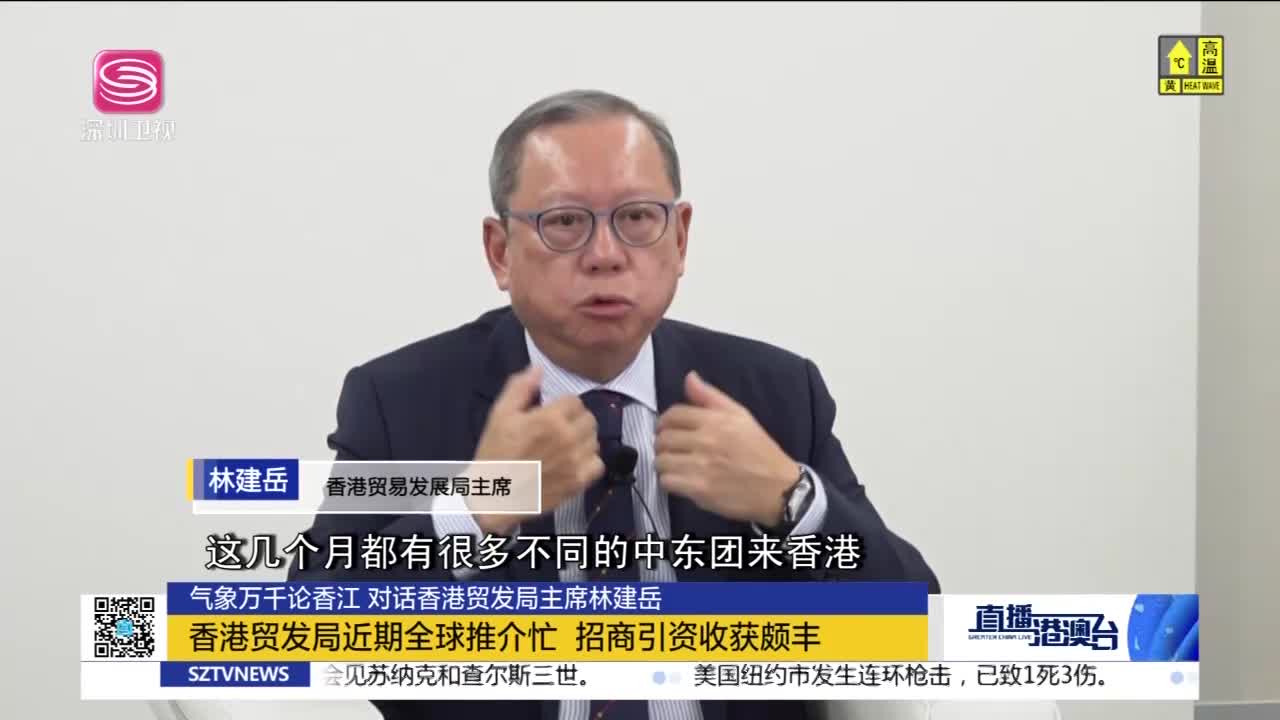 深圳卫视
高温
℃
黄 HEAT WAVE
林建岳
香港贸易发展局主席
这几个月都有很多不同的中东团来香港
气象万千论香江 对话香港贸发局主席林建岳
香港贸发局近期全球推介忙 招商引资收获颇丰
直播港澳台
GREATER CHINA LIVE
SZTVNEWS
会见苏纳克和查尔斯三世。
美国纽约市发生连环枪击，已致1死3伤。